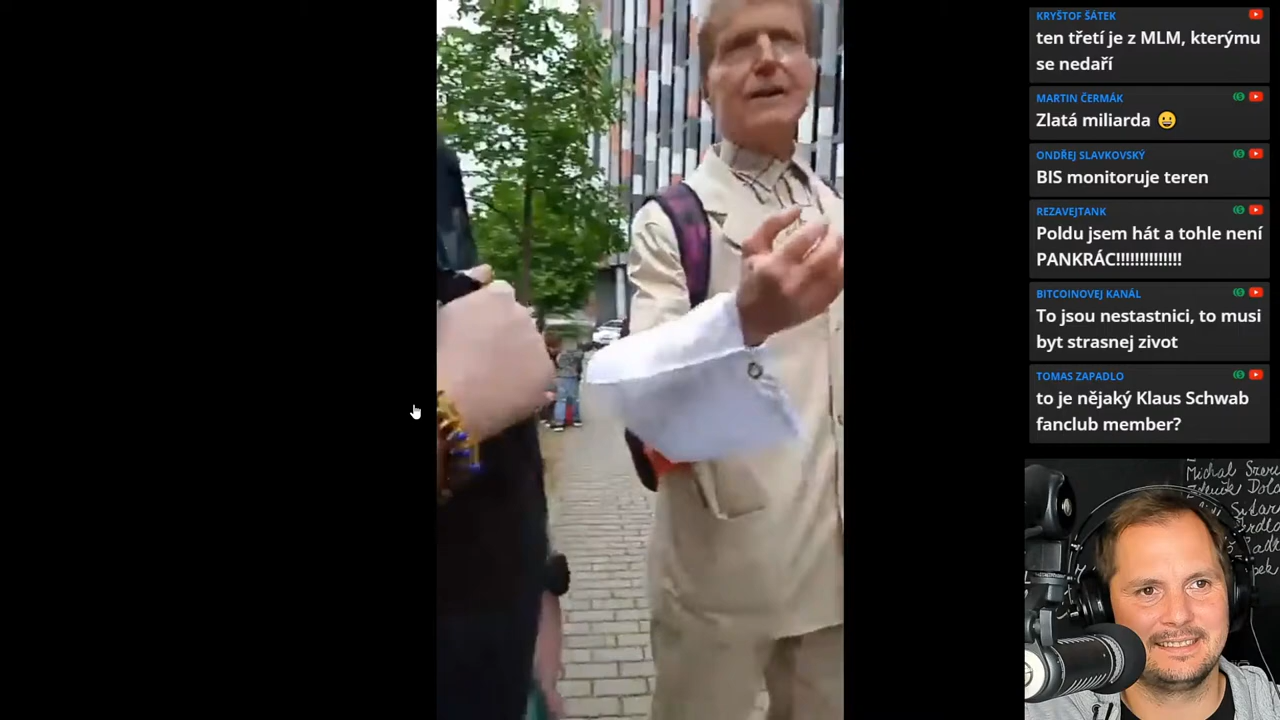 KRYŠTOF ŠÁTEK
ten třetí je z MLM, kterýmu
se nedaří
MARTIN ČERMÁK
Zlatá miliarda 😀
ONDŘEJ SLAVKOVSKÝ
BIS monitoruje teren
REZAVEJTANK
Poldu jsem hát a tohle není
PANKRÁC!!!!!!!!!!!!!!
BITCOINOVEJ KANÁL
To jsou nestastnici, to musi
byt strasnej zivot
TOMAS ZAPADLO
to je nějaký Klaus Schwab
fanclub member?
Michal
Zdeněk